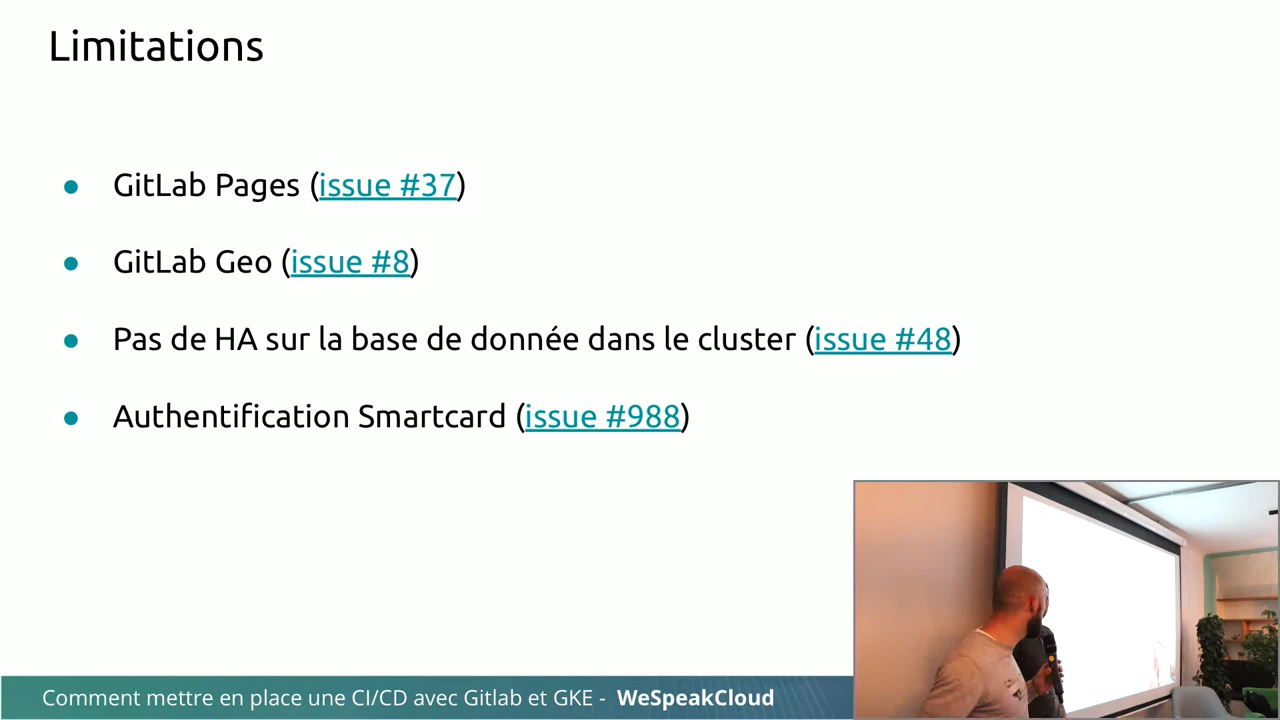 Limitations
● GitLab Pages (issue #37)
● GitLab Geo (issue #8)
● Pas de HA sur la base de donnée dans le cluster (issue #48)
● Authentification Smartcard (issue #988)
Comment mettre en place une CI/CD avec Gitlab et GKE - WeSpeakCloud